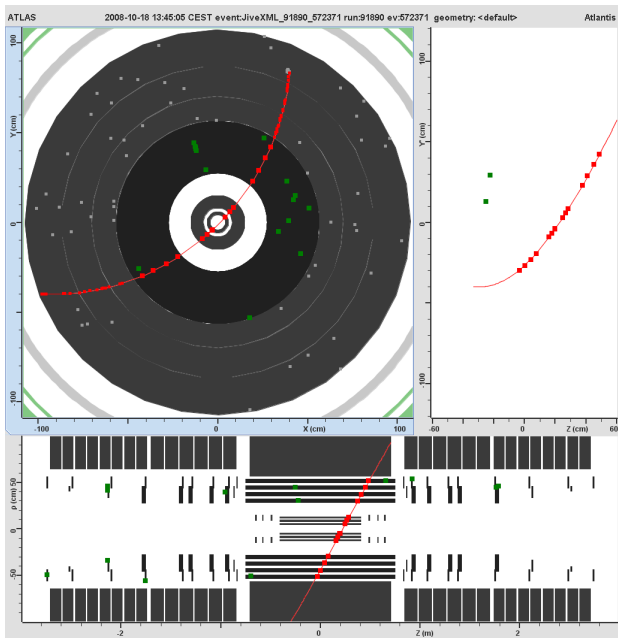 ATLAS 2008-10-18 13:45:05 CEST event:JiveXML_91890_572371 run:91890 ev:572371 geometry: <default> Atlantis
100
Y (cm)
0
-100
-100 0 X (cm) 100
100
Y' (cm)
0
-100
-60 0 Z (cm) 60
50
ρ (cm)
0
-50
-2 0 Z (m) 2